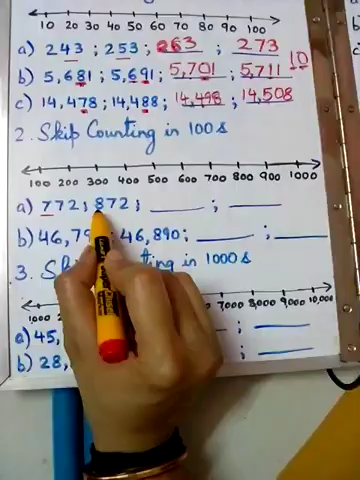 10 20 30 40 50 60 70 80 90 100
a) 243 ; 253 ; 263 ; 273
10
b) 5,681 ; 5,691 ; 5,701 ; 5,711
c) 14,478 ; 14,488 ; 14,498 ; 14,508
2. Skip Counting in 100s
100 200 300 400 500 600 700 800 900 1000
a) 772 ; 872 ;
b) 46,79 46,890 ;
3. Sk ting in 1000s
1000 7000 8,000 9000 10,000
a) 45,
b) 28,